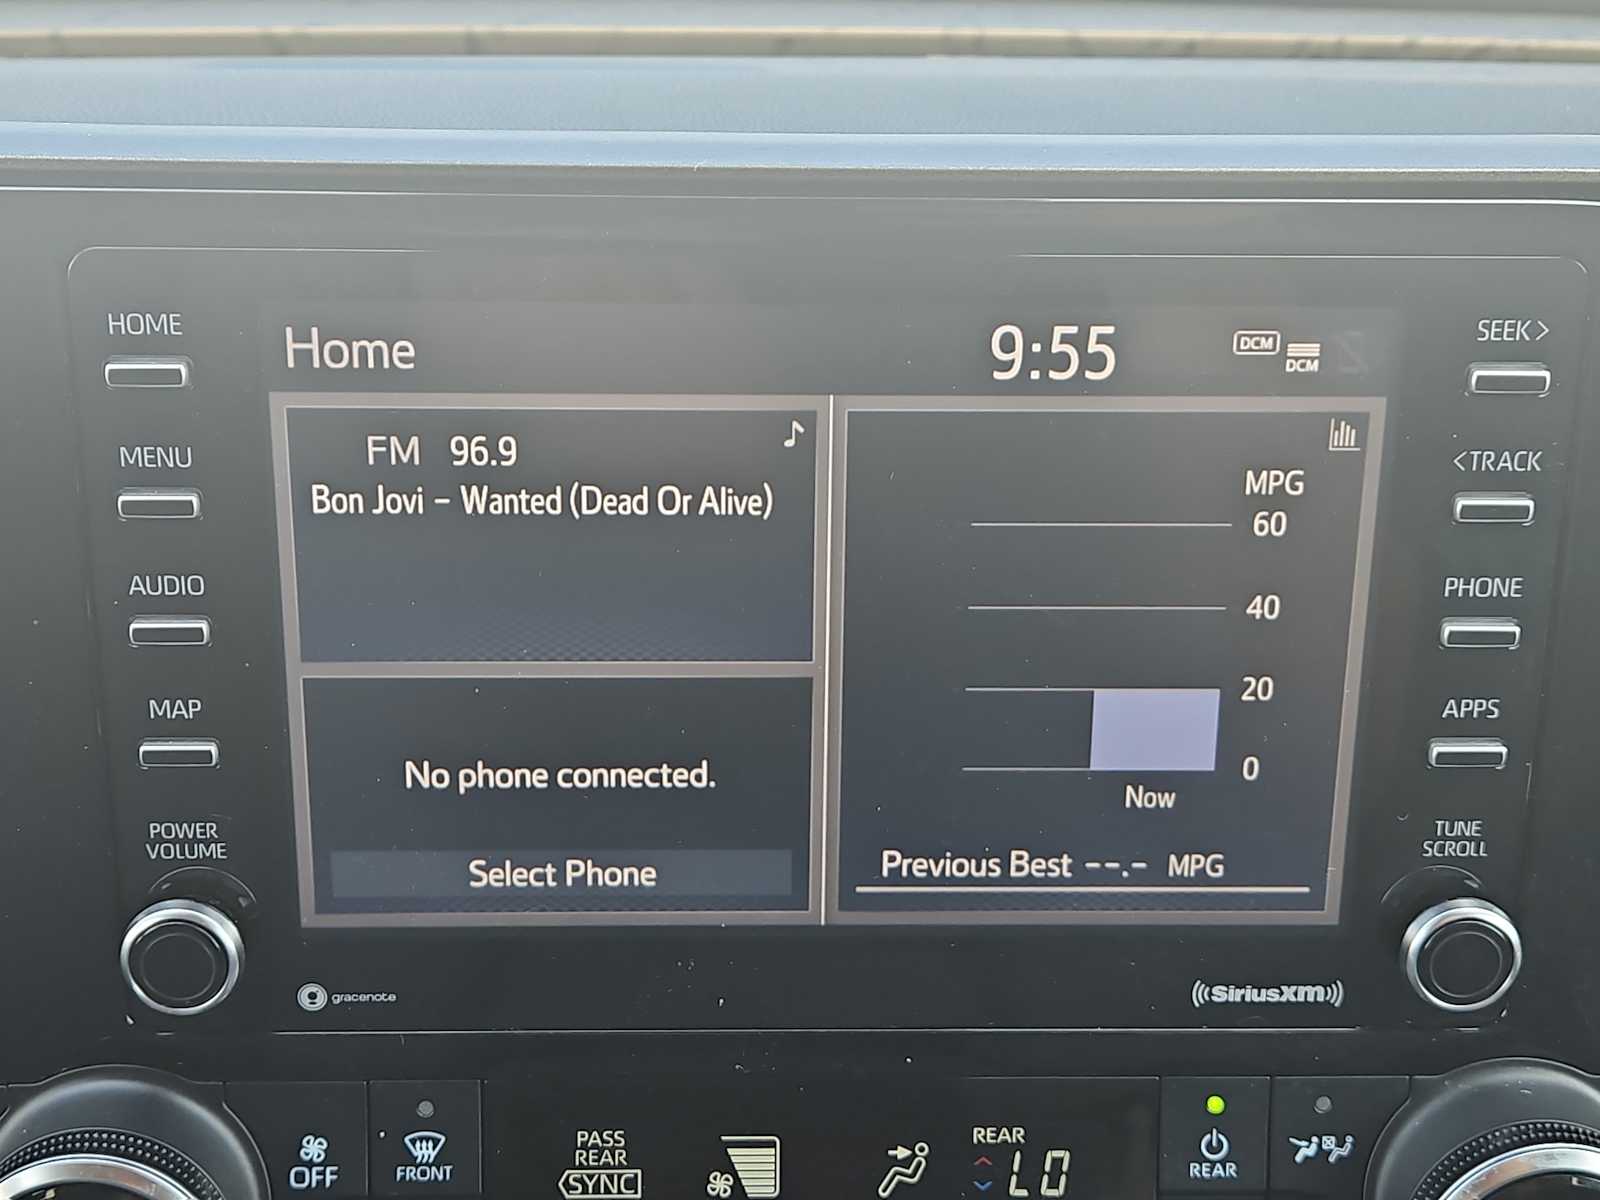 HOME
MENU
AUDIO
MAP
POWER
VOLUME
Home
9:55
DCM
DCM
FM 96.9
Bon Jovi - Wanted (Dead Or Alive)
No phone connected.
Select Phone
MPG
60
40
20
0
Now
Previous Best --.- MPG
SEEK>
<TRACK
PHONE
APPS
TUNE
SCROLL
gracenote
((SiriusXM))
OFF
FRONT
PASS
REAR
SYNC
REAR
LO
REAR